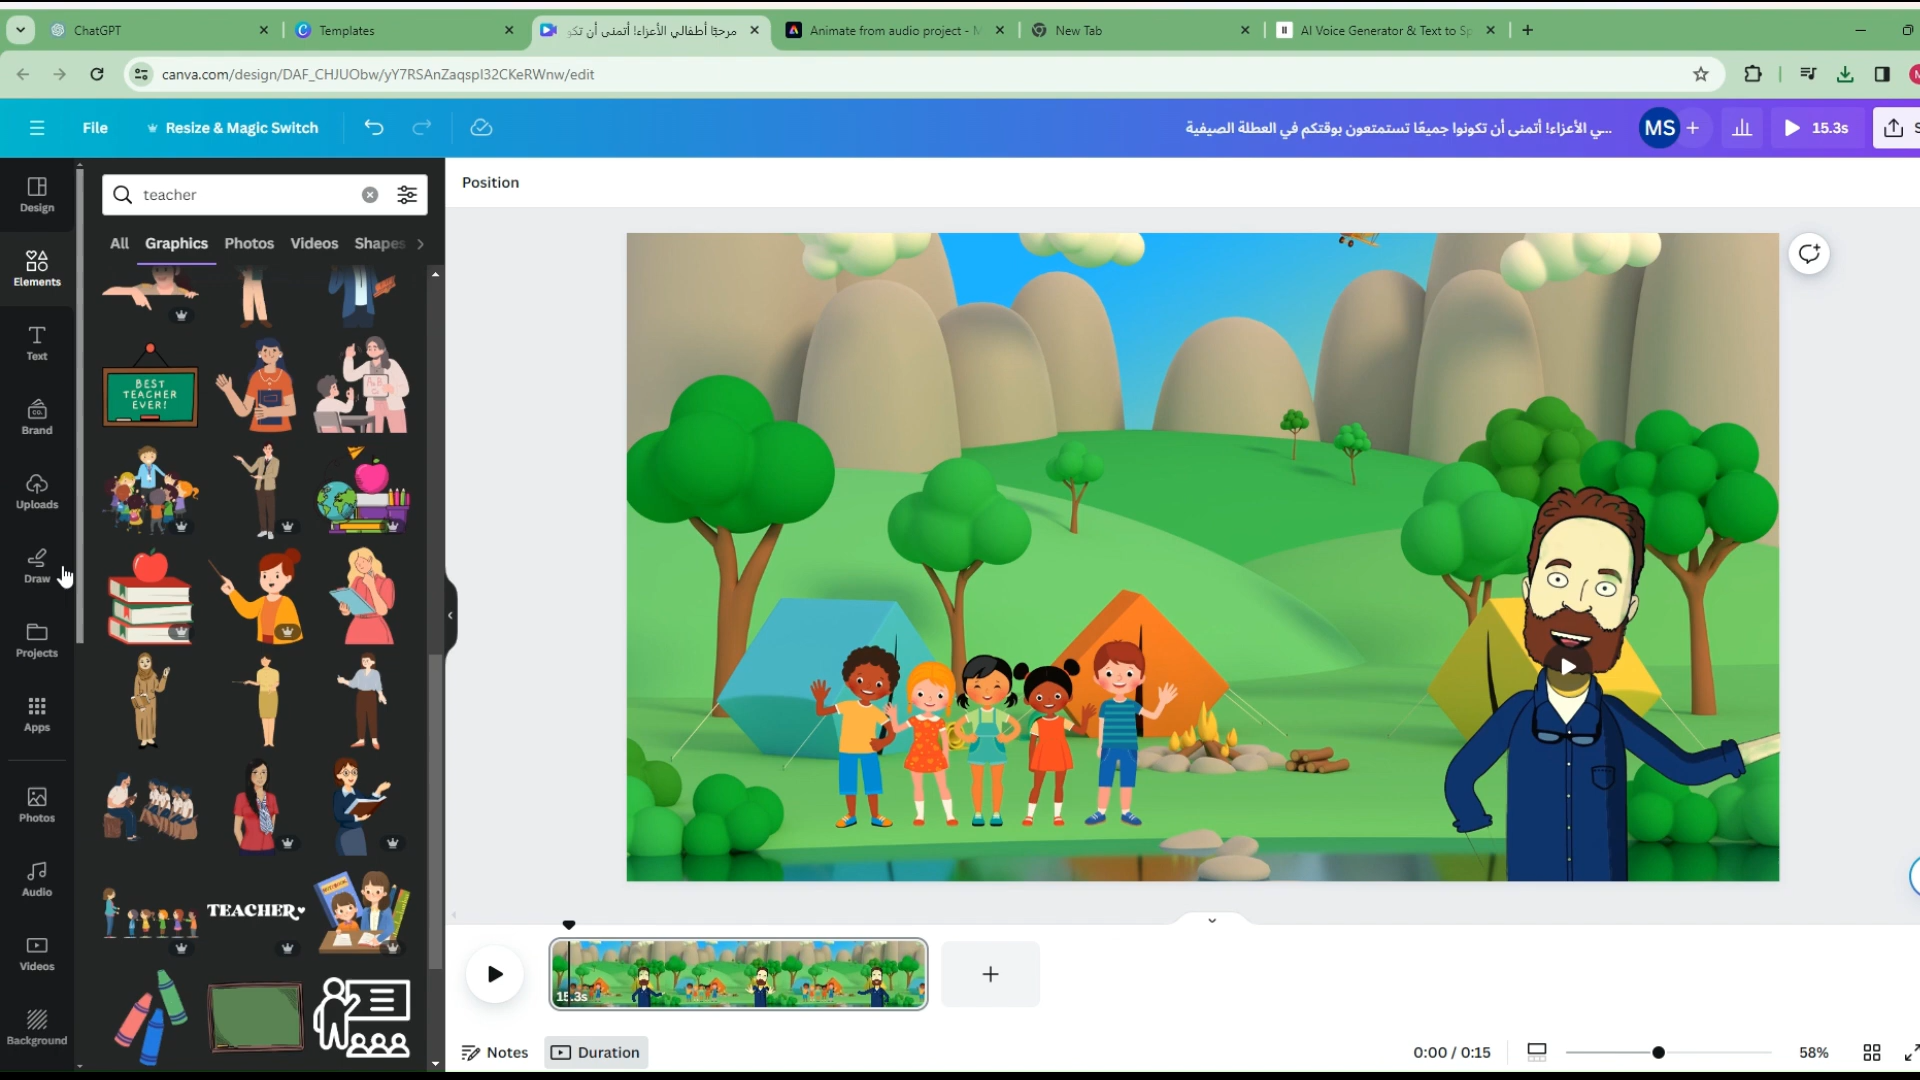 ChatGPT
Templates
مرحبًا أطفالي الأعزاء! أتمنى أن تكو
Animate from audio project -
New Tab
AI Voice Generator & Text to Sp
canva.com/design/DAF_CHJUObw/yY7RSAnZaqspI32CKeRWnw/edit
File
Resize & Magic Switch
...ـي الأعزاء! أتمنى أن تكونوا جميعًا تستمتعون بوقتكم في العطلة الصيفية
MS
15.3s
Design
Elements
Text
Brand
CO.
Uploads
Draw
Projects
Apps
Photos
Audio
Videos
Background
teacher
All
Graphics
Photos
Videos
Shapes
BEST
TEACHER
EVER!
TEACHER
Position
15.3s
Notes
Duration
0:00 / 0:15
58%